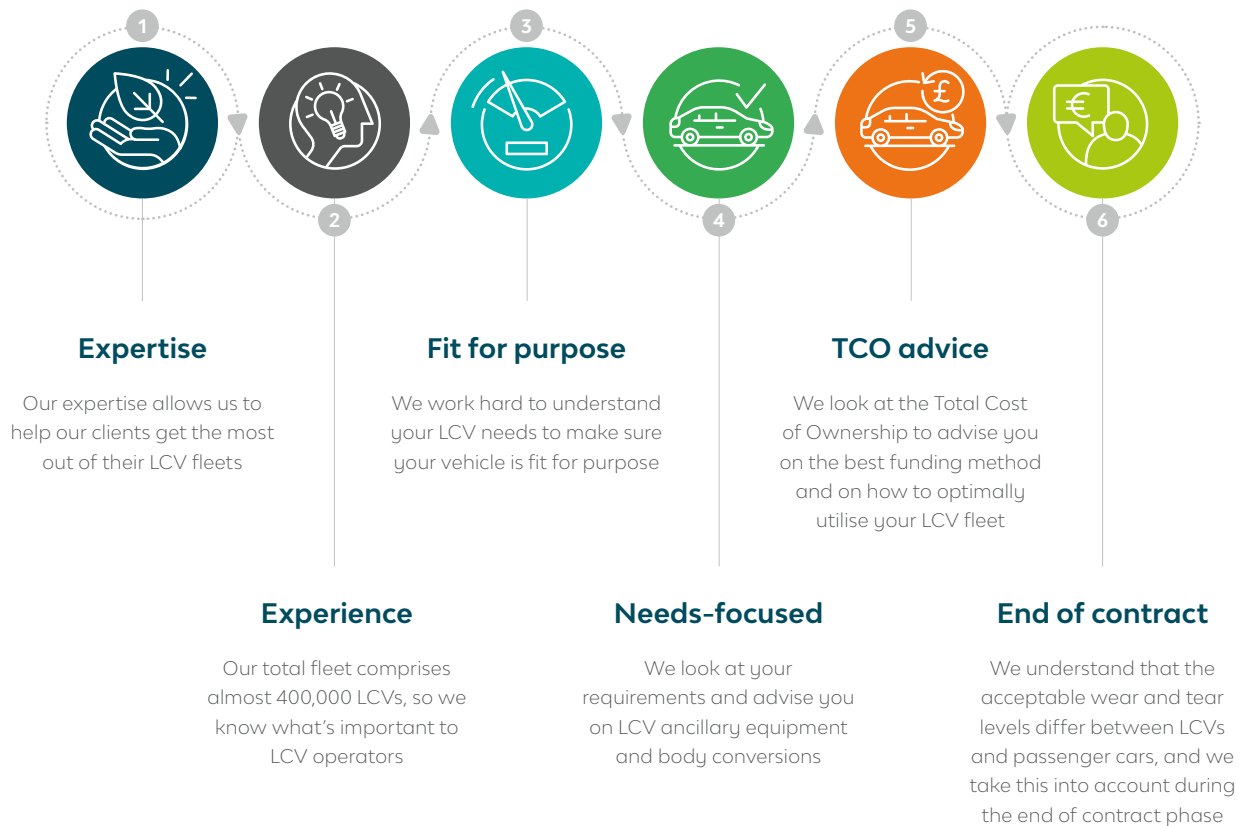 1
Expertise
Our expertise allows us to
help our clients get the most
out of their LCV fleets
2
Experience
Our total fleet comprises
almost 400,000 LCVs, so we
know what's important to
LCV operators
3
Fit for purpose
We work hard to understand
your LCV needs to make sure
your vehicle is fit for purpose
4
Needs-focused
We look at your
requirements and advise you
on LCV ancillary equipment
and body conversions
5
£
TCO advice
We look at the Total Cost
of Ownership to advise you
on the best funding method
and on how to optimally
utilise your LCV fleet
6
€
End of contract
We understand that the
acceptable wear and tear
levels differ between LCVs
and passenger cars, and we
take this into account during
the end of contract phase